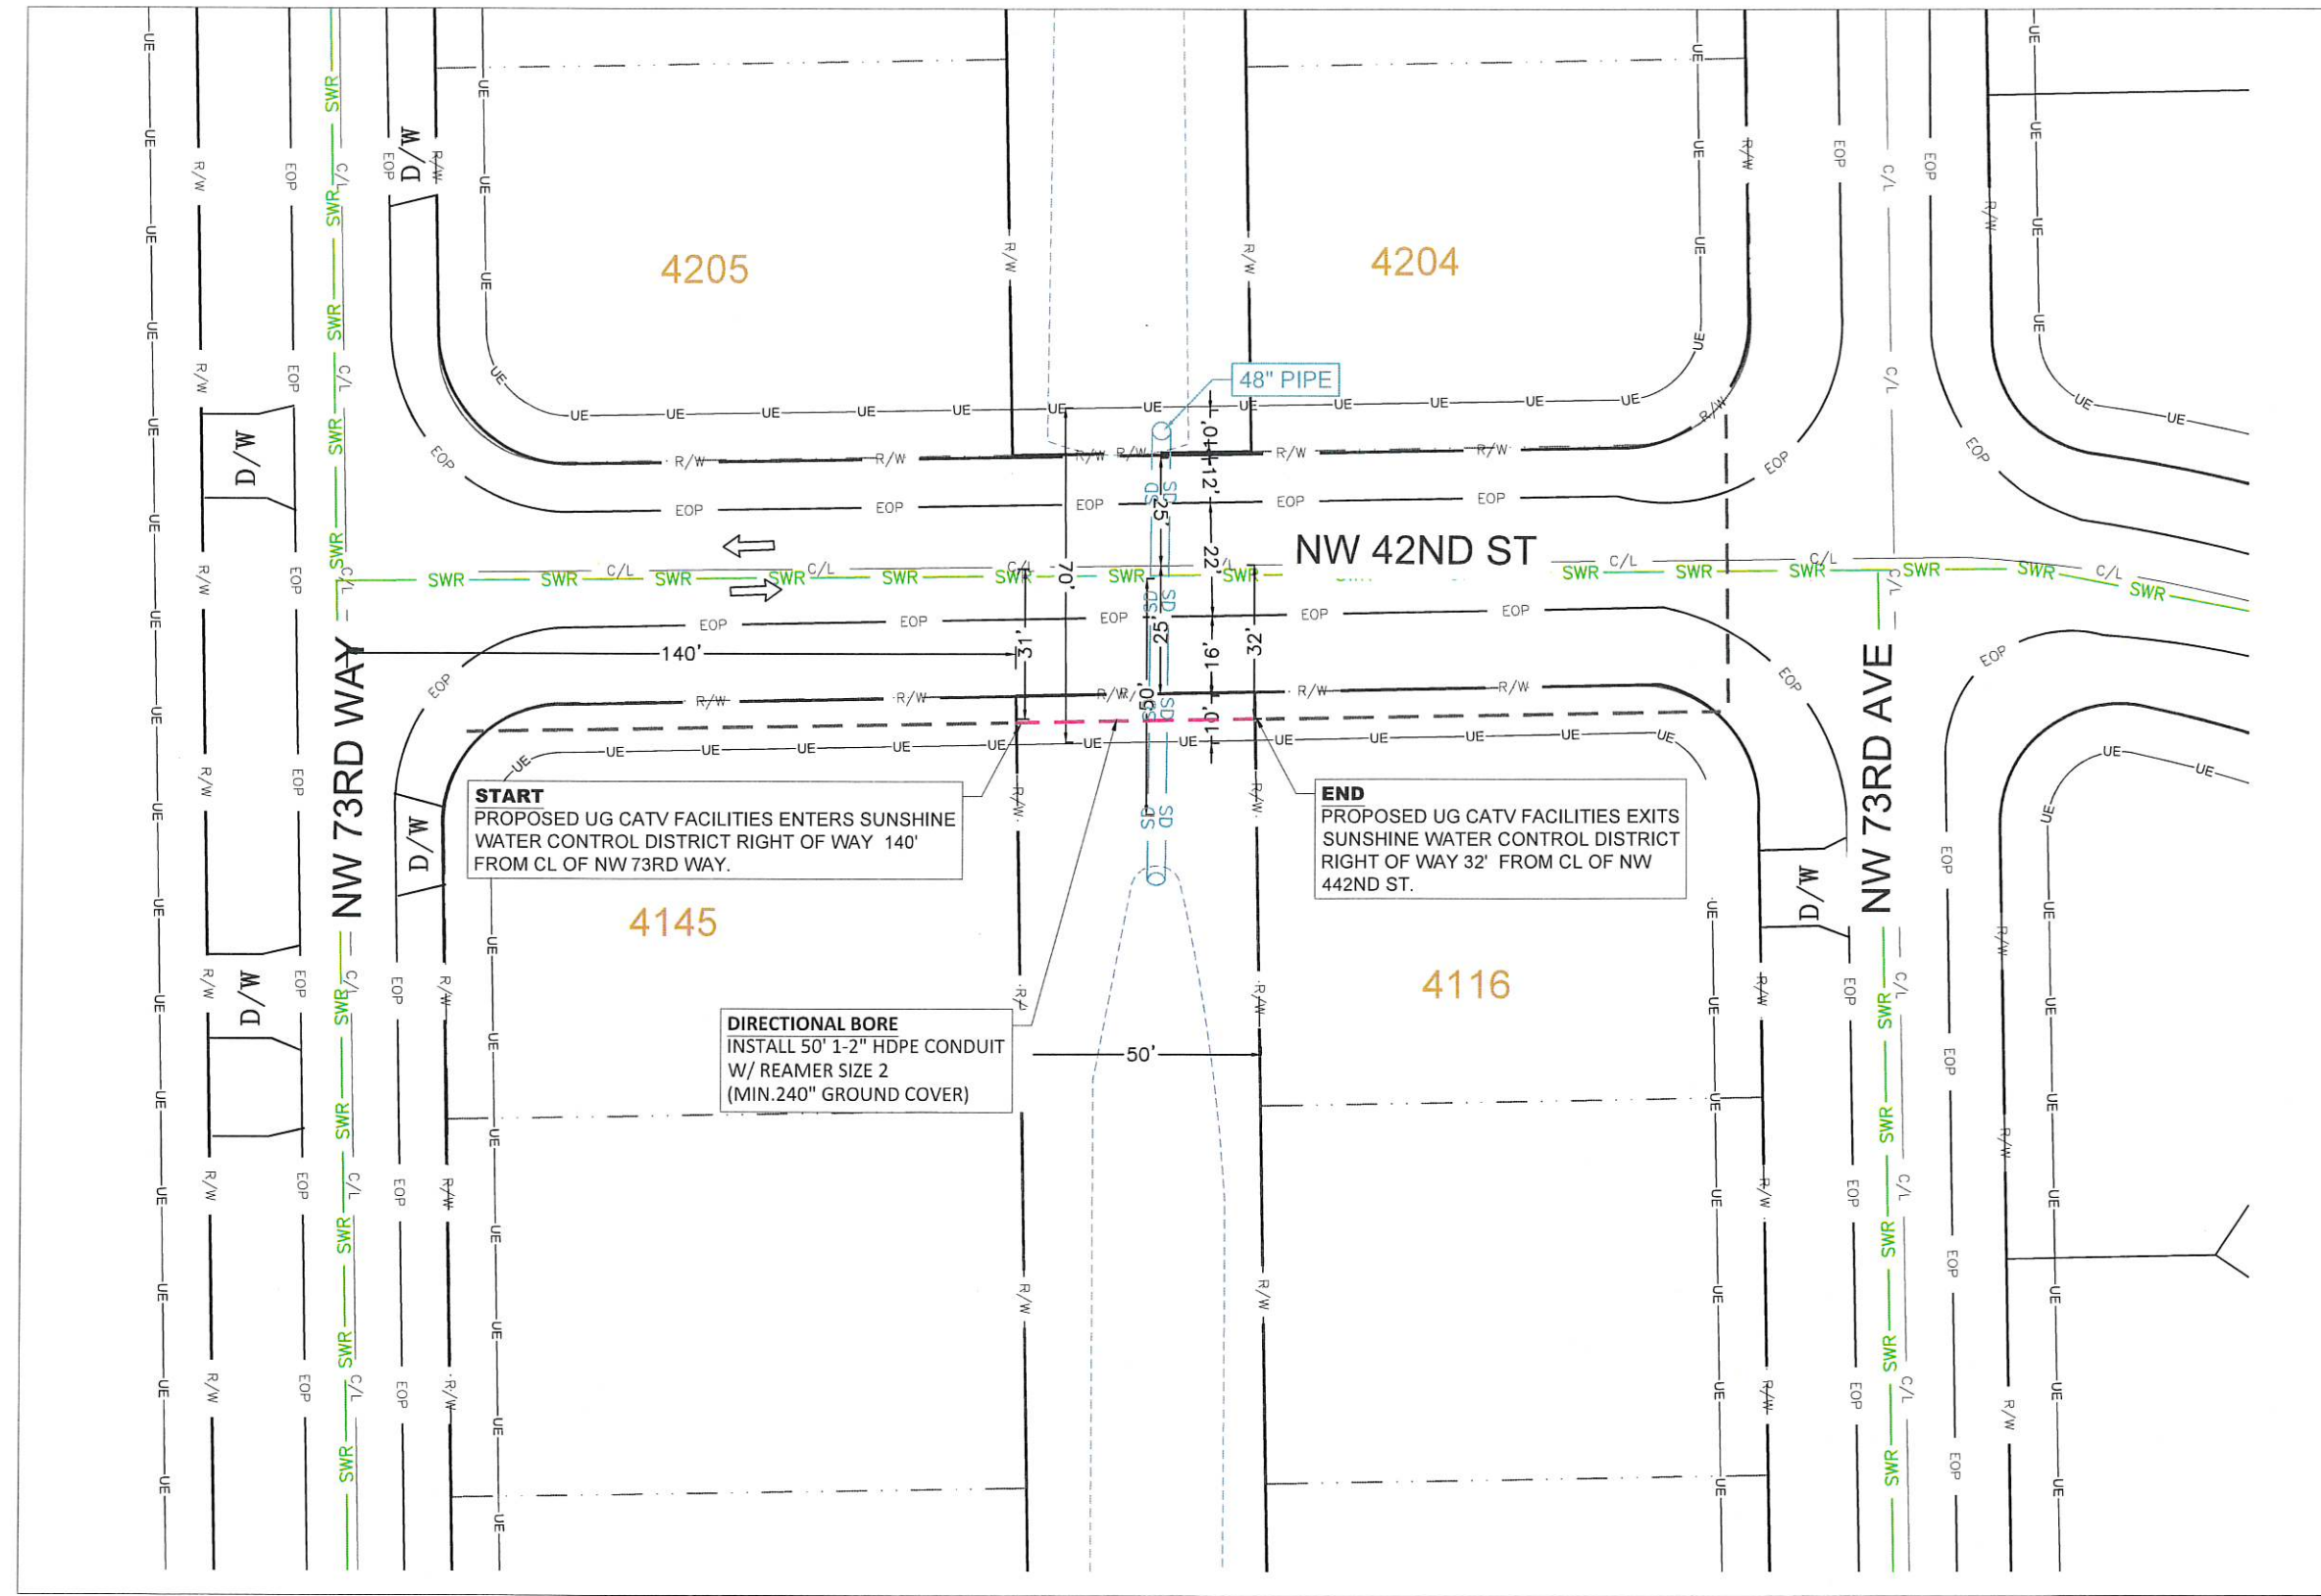 4205
4204
48" PIPE
10'
12'
25'
22'
NW 42ND ST
70'
31'
25'
16'
32'
140'
50'
10'
NW 73RD WAY
NW 73RD AVE
START
PROPOSED UG CATV FACILITIES ENTERS SUNSHINE
WATER CONTROL DISTRICT RIGHT OF WAY 140'
FROM CL OF NW 73RD WAY.
END
PROPOSED UG CATV FACILITIES EXITS
SUNSHINE WATER CONTROL DISTRICT
RIGHT OF WAY 32' FROM CL OF NW
442ND ST.
4145
4116
DIRECTIONAL BORE
INSTALL 50' 1-2" HDPE CONDUIT
W/ REAMER SIZE 2
(MIN.240" GROUND COVER)
50'
UE
R/W
EOP
SWR
C/L
D/W
SD